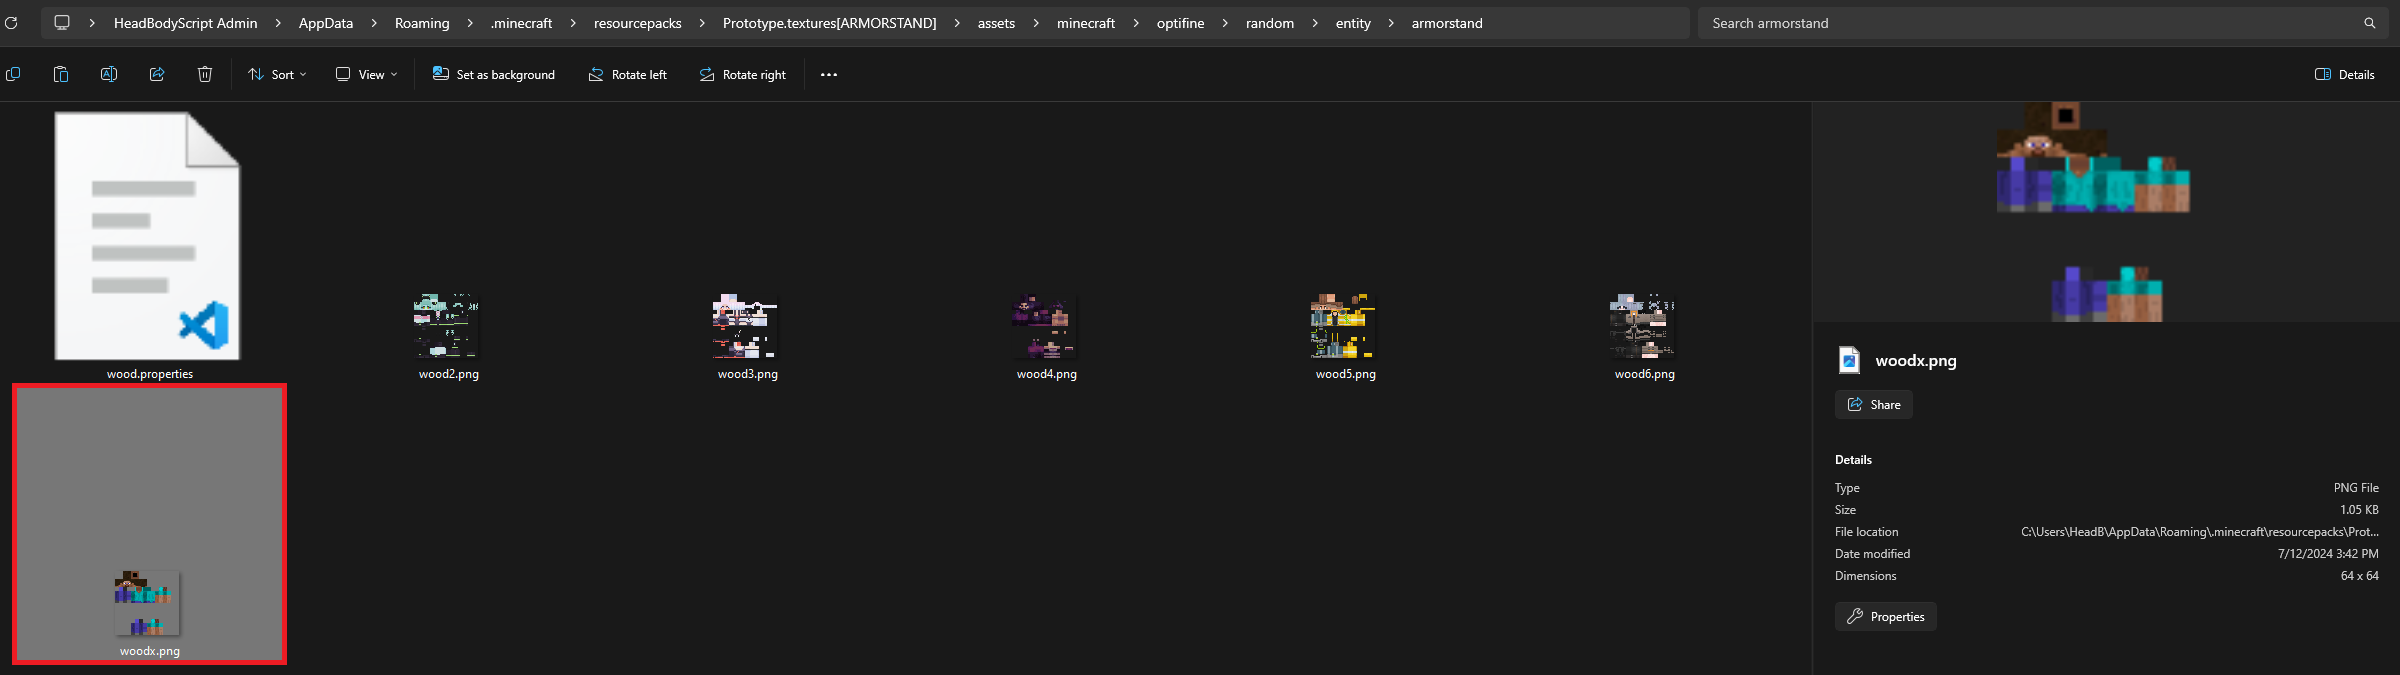 HeadBodyScript Admin > AppData > Roaming > .minecraft > resourcepacks > Prototype.textures[ARMORSTAND] > assets > minecraft > optifine > random > entity > armorstand
Search armorstand
Sort
View
Set as background
Rotate left
Rotate right
Details
wood.properties
wood2.png
wood3.png
wood4.png
wood5.png
wood6.png
woodx.png
woodx.png
Share
Details
Type PNG File
Size 1.05 KB
File location C:\Users\HeadB\AppData\Roaming\.minecraft\resourcepacks\Prot...
Date modified 7/12/2024 3:42 PM
Dimensions 64 x 64
Properties